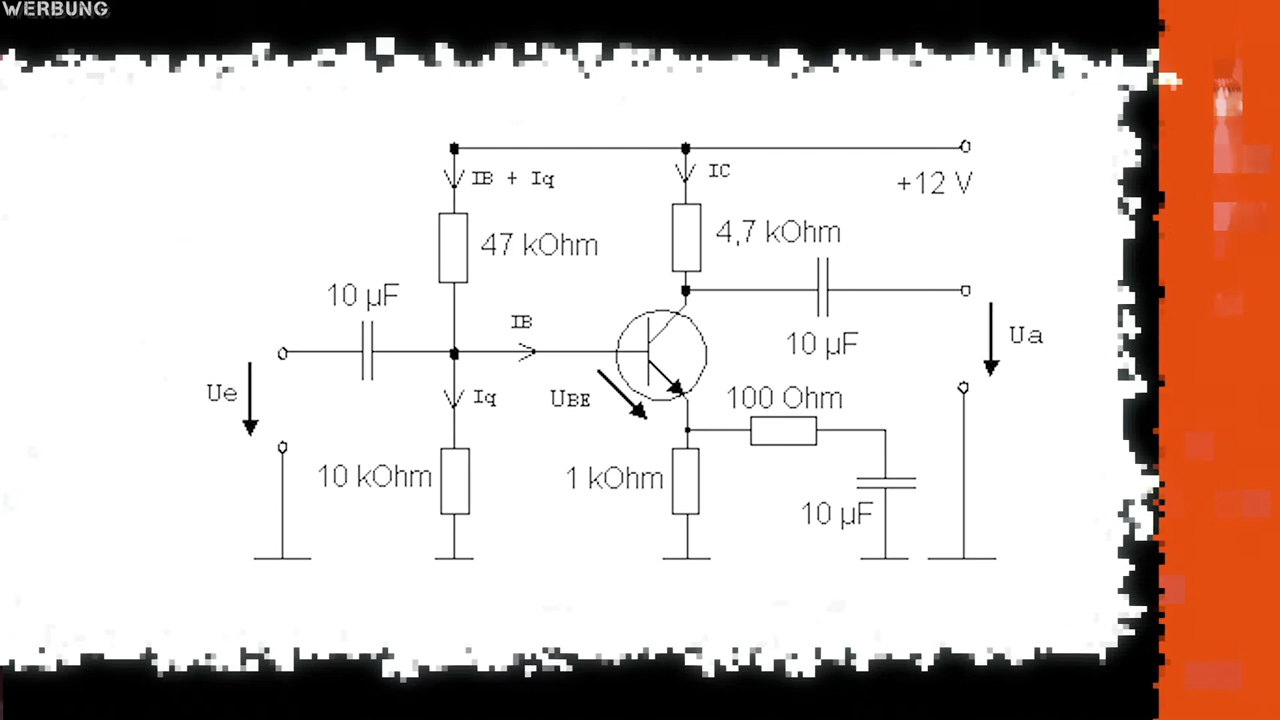 WERBUNG
IB + Iq
IC
+12 V
47 kOhm
4,7 kOhm
10 µF
IB
10 µF
Ua
Ue
Iq
UBE
100 Ohm
10 kOhm
1 kOhm
10 µF